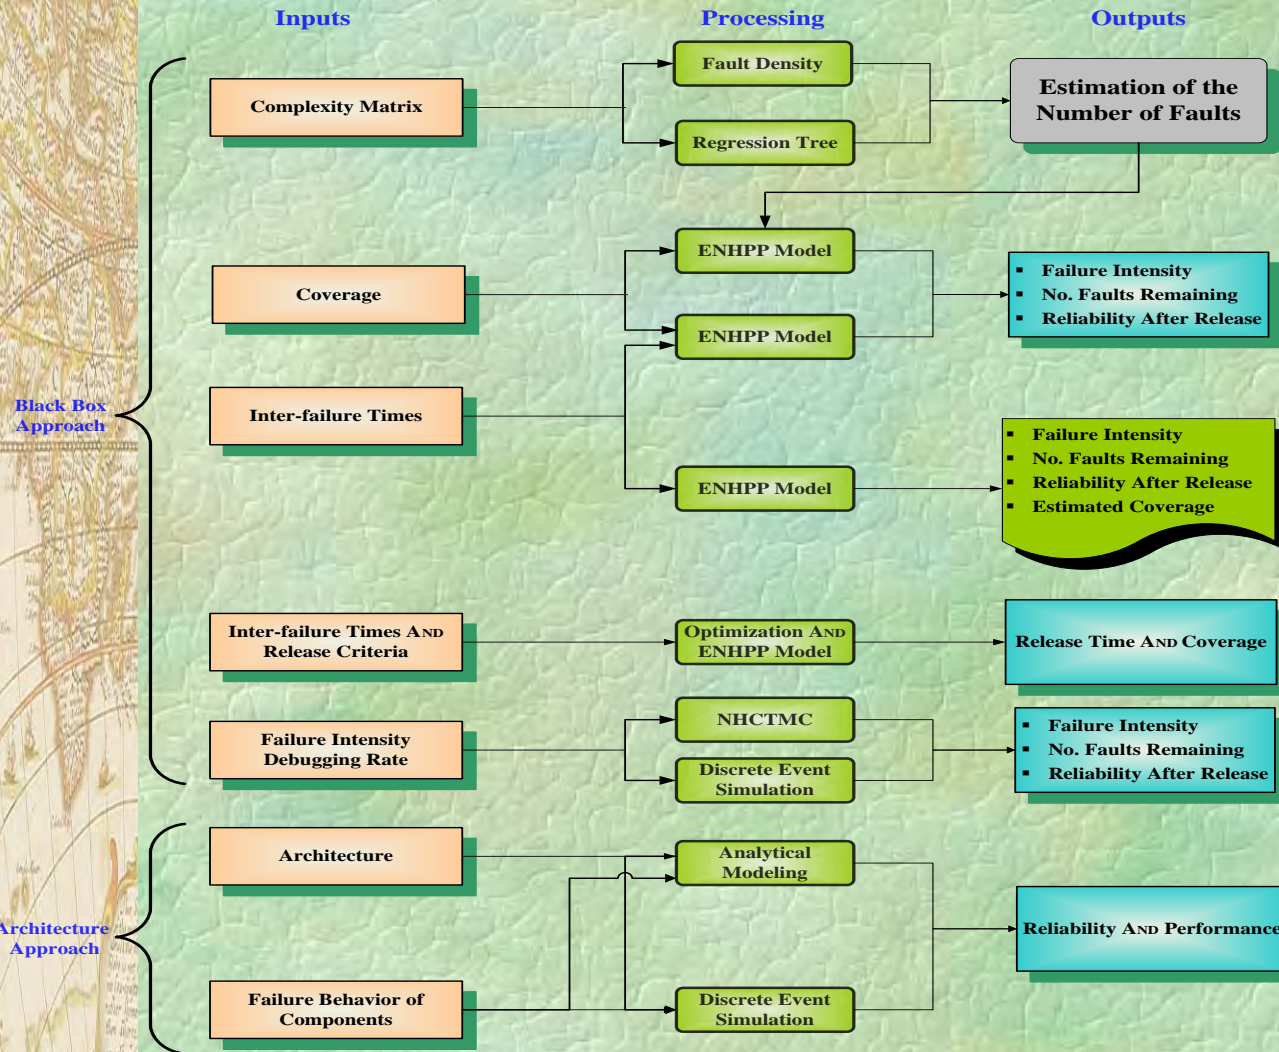 Inputs
Processing
Outputs
Complexity Matrix
Fault Density
Regression Tree
Estimation of the
Number of Faults
Coverage
ENHPP Model
ENHPP Model
▪ Failure Intensity
▪ No. Faults Remaining
▪ Reliability After Release
Black Box
Approach
Inter-failure Times
ENHPP Model
▪ Failure Intensity
▪ No. Faults Remaining
▪ Reliability After Release
▪ Estimated Coverage
Inter-failure Times AND
Release Criteria
Optimization AND
ENHPP Model
Release Time AND Coverage
Failure Intensity
Debugging Rate
NHCTMC
Discrete Event
Simulation
▪ Failure Intensity
▪ No. Faults Remaining
▪ Reliability After Release
Architecture
Approach
Architecture
Analytical
Modeling
Failure Behavior of
Components
Discrete Event
Simulation
Reliability AND Performance